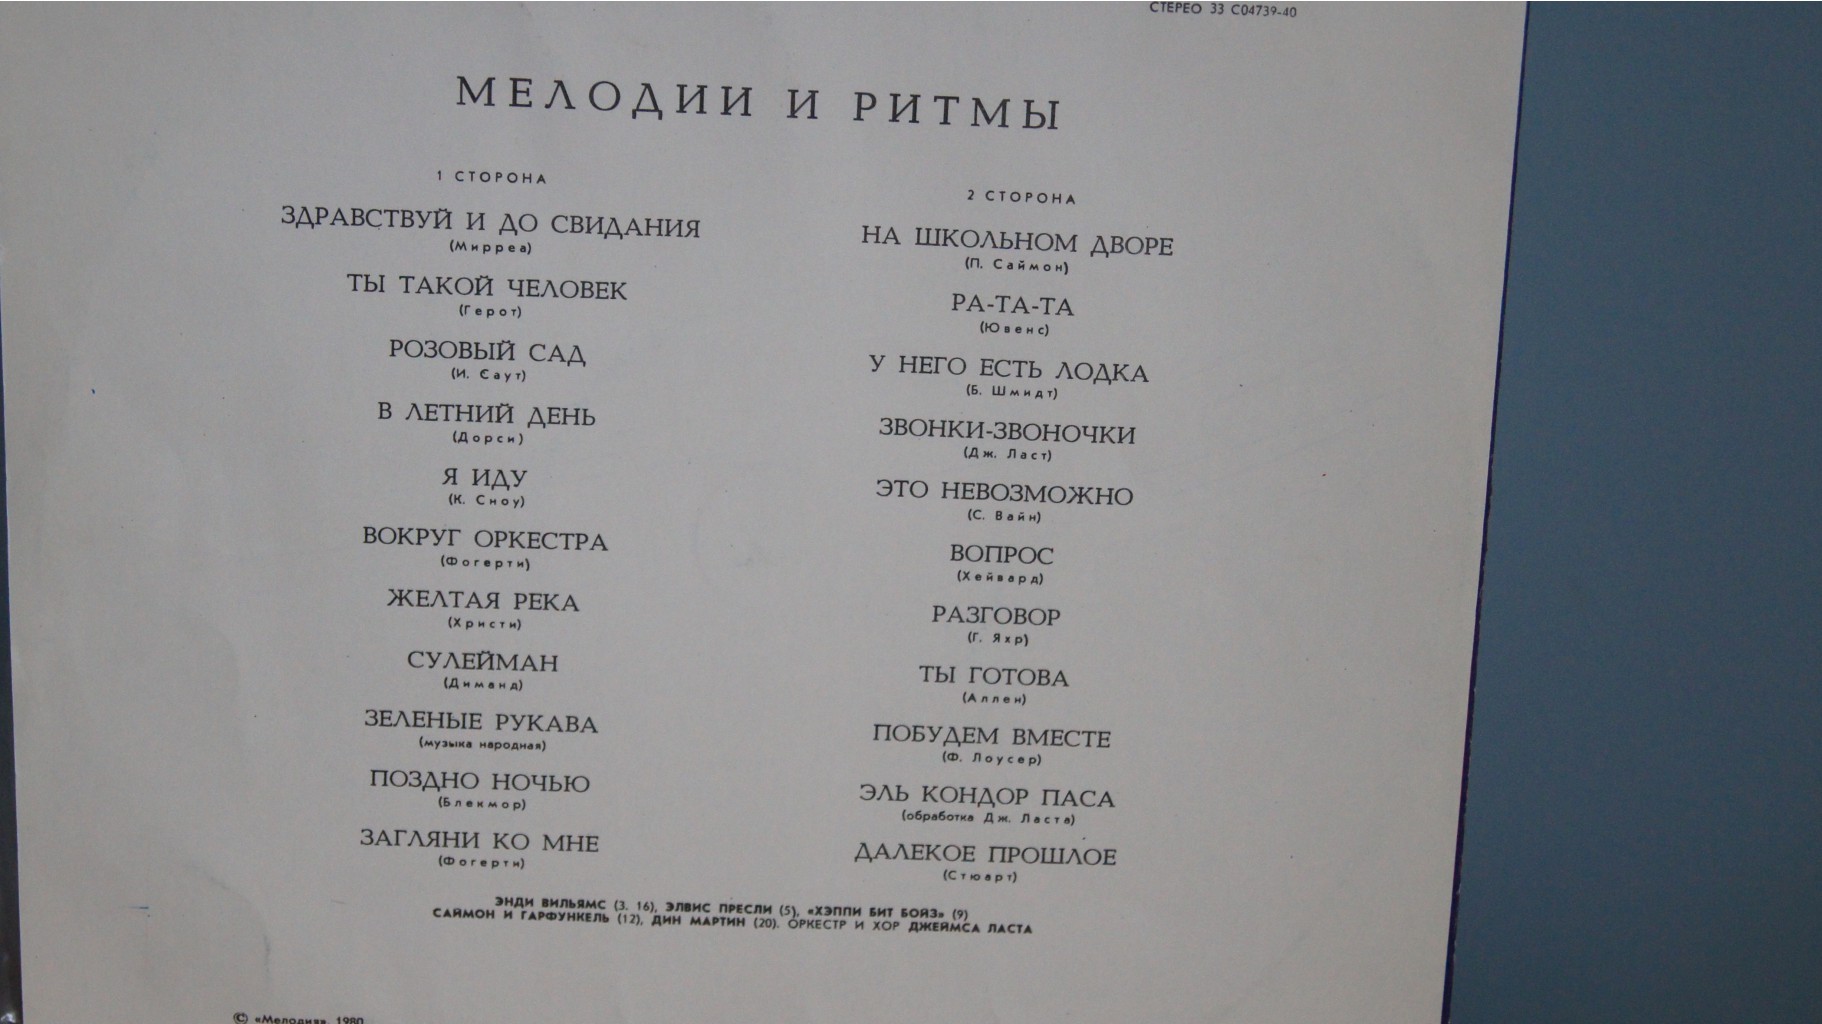 СТЕРЕО 33 С04739-40
МЕЛОДИИ И РИТМЫ
1 СТОРОНА
ЗДРАВСТВУЙ И ДО СВИДАНИЯ
(Мирреа)
ТЫ ТАКОЙ ЧЕЛОВЕК
(Герот)
РОЗОВЫЙ САД
(И. Саут)
В ЛЕТНИЙ ДЕНЬ
(Дорси)
Я ИДУ
(К. Сноу)
ВОКРУГ ОРКЕСТРА
(Фогерти)
ЖЕЛТАЯ РЕКА
(Христи)
СУЛЕЙМАН
(Диманд)
ЗЕЛЕНЫЕ РУКАВА
(музыка народная)
ПОЗДНО НОЧЬЮ
(Блекмор)
ЗАГЛЯНИ КО МНЕ
(Фогерти)
2 СТОРОНА
НА ШКОЛЬНОМ ДВОРЕ
(П. Саймон)
РА-ТА-ТА
(Ювенс)
У НЕГО ЕСТЬ ЛОДКА
(Б. Шмидт)
ЗВОНКИ-ЗВОНОЧКИ
(Дж. Ласт)
ЭТО НЕВОЗМОЖНО
(С. Вайн)
ВОПРОС
(Хейвард)
РАЗГОВОР
(Г. Яхр)
ТЫ ГОТОВА
(Аллен)
ПОБУДЕМ ВМЕСТЕ
(Ф. Лоусер)
ЭЛЬ КОНДОР ПАСА
(обработка Дж. Ласта)
ДАЛЕКОЕ ПРОШЛОЕ
(Стюарт)
ЭНДИ ВИЛЬЯМС (3. 16), ЭЛВИС ПРЕСЛИ (5), «ХЭППИ БИТ БОЙЗ» (9)
САЙМОН И ГАРФУНКЕЛЬ (12), ДИН МАРТИН (20). ОРКЕСТР И ХОР ДЖЕЙМСА ЛАСТА
© «Мелодия», 1980